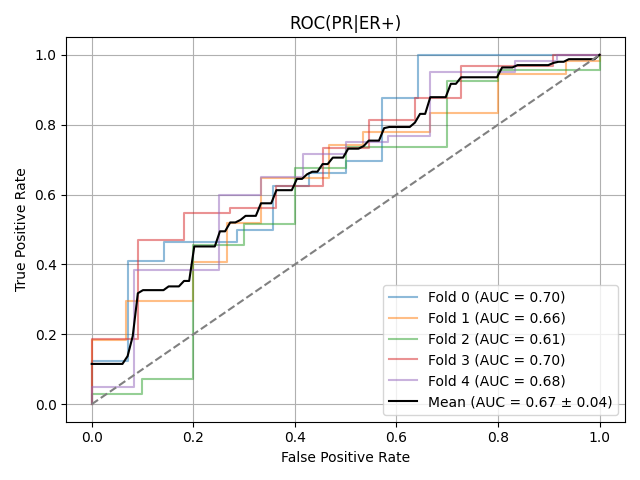 ROC(PR|ER+)
True Positive Rate
1.0
0.8
0.6
0.4
0.2
0.0
Fold 0 (AUC = 0.70)
Fold 1 (AUC = 0.66)
Fold 2 (AUC = 0.61)
Fold 3 (AUC = 0.70)
Fold 4 (AUC = 0.68)
Mean (AUC = 0.67 ± 0.04)
0.0 0.2 0.4 0.6 0.8 1.0
False Positive Rate